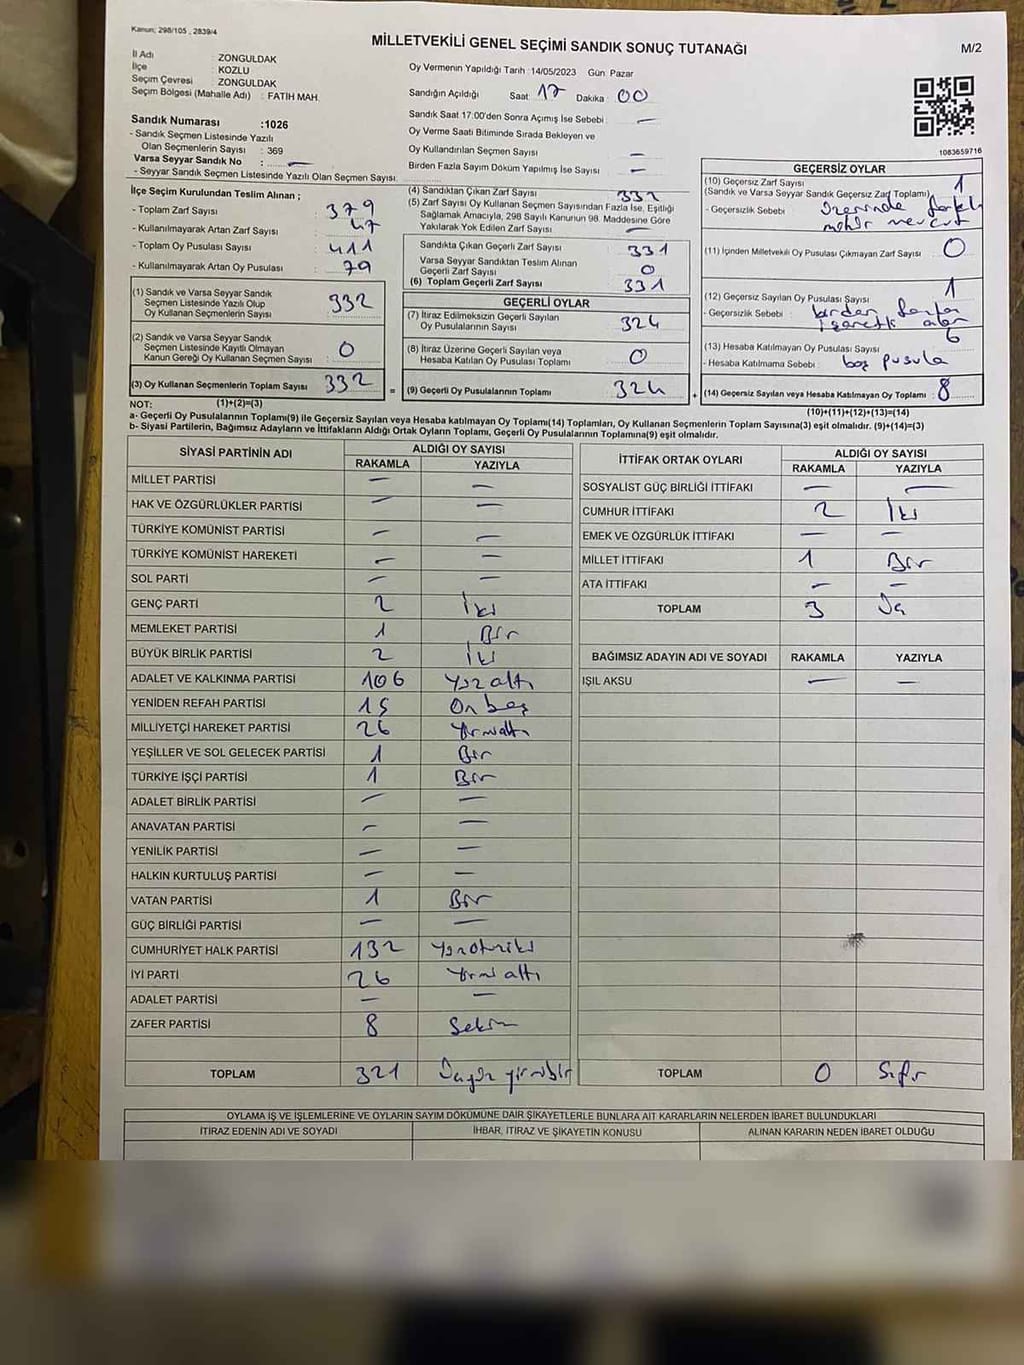 Kanun; 298/105 , 2839/4
MİLLETVEKİLİ GENEL SEÇİMİ SANDIK SONUÇ TUTANAĞI
M/2
İl Adı : ZONGULDAK
İlçe : KOZLU
Seçim Çevresi : ZONGULDAK
Seçim Bölgesi (Mahalle Adı) : FATİH MAH.
Sandık Numarası :1026
- Sandık Seçmen Listesinde Yazılı
Olan Seçmenlerin Sayısı : 369
Varsa Seyyar Sandık No : —
- Seyyar Sandık Seçmen Listesinde Yazılı Olan Seçmen Sayısı:
Oy Vermenin Yapıldığı Tarih :14/05/2023 Gün: Pazar
Sandığın Açıldığı Saat 17 Dakika : 00
Sandık Saat 17:00'den Sonra Açımış İse Sebebi : —
Oy Verme Saati Bitiminde Sırada Bekleyen ve
Oy Kullandırılan Seçmen Sayısı : —
Birden Fazla Sayım Döküm Yapılmış İse Sayısı : —
1083659716
İlçe Seçim Kurulundan Teslim Alınan ;
- Toplam Zarf Sayısı : 379
- Kullanılmayarak Artan Zarf Sayısı : 47
- Toplam Oy Pusulası Sayısı : 411
- Kullanılmayarak Artan Oy Pusulası : 79
(1) Sandık ve Varsa Seyyar Sandık
Seçmen Listesinde Yazılı Olup
Oy Kullanan Seçmenlerin Sayısı : 332
(2) Sandık ve Varsa Seyyar Sandık
Seçmen Listesinde Kayıtlı Olmayan
Kanun Gereği Oy Kullanan Seçmen Sayısı : 0
(3) Oy Kullanan Seçmenlerin Toplam Sayısı : 332
(4) Sandıktan Çıkan Zarf Sayısı : 332
(5) Zarf Sayısı Oy Kullanan Seçmen Sayısından Fazla İse, Eşitliği
Sağlamak Amacıyla, 298 Sayılı Kanunun 98. Maddesine Göre
Yakılarak Yok Edilen Zarf Sayısı : —
Sandıkta Çıkan Geçerli Zarf Sayısı : 331
Varsa Seyyar Sandıktan Teslim Alınan
Geçerli Zarf Sayısı : 0
(6) Toplam Geçerli Zarf Sayısı : 331
GEÇERLİ OYLAR
(7) İtiraz Edilmeksizin Geçerli Sayılan
Oy Pusulalarının Sayısı : 324
(8) İtiraz Üzerine Geçerli Sayılan veya
Hesaba Katılan Oy Pusulası Toplamı : 0
= (9) Geçerli Oy Pusulalarının Toplamı : 324
GEÇERSİZ OYLAR
(10) Geçersiz Zarf Sayısı : 1
(Sandık ve Varsa Seyyar Sandık Geçersiz Zarf Toplamı)
- Geçersizlik Sebebi : üzerinde farklı
mühür mevcut
(11) İçinden Milletvekili Oy Pusulası Çıkmayan Zarf Sayısı : 0
(12) Geçersiz Sayılan Oy Pusulası Sayısı : 1
- Geçersizlik Sebebi : birden fazla
işaretli alan
(13) Hesaba Katılmayan Oy Pusulası Sayısı : 6
- Hesaba Katılmama Sebebi : boş pusula
+ (14) Geçersiz Sayılan veya Hesaba Katılmayan Oy Toplamı : 8
NOT: (1)+(2)=(3)
(10)+(11)+(12)+(13)=(14)
a- Geçerli Oy Pusulalarının Toplamı(9) ile Geçersiz Sayılan veya Hesaba katılmayan Oy Toplamı(14) Toplamları, Oy Kullanan Seçmenlerin Toplam Sayısına(3) eşit olmalıdır. (9)+(14)=(3)
b- Siyasi Partilerin, Bağımsız Adayların ve İttifakların Aldığı Ortak Oyların Toplamı, Geçerli Oy Pusulalarının Toplamına(9) eşit olmalıdır.
SİYASİ PARTİNİN ADI ALDIĞI OY SAYISI
RAKAMLA YAZIYLA
MİLLET PARTİSİ — —
HAK VE ÖZGÜRLÜKLER PARTİSİ — —
TÜRKİYE KOMÜNİST PARTİSİ — —
TÜRKİYE KOMÜNİST HAREKETİ — —
SOL PARTİ — —
GENÇ PARTİ 2 İki
MEMLEKET PARTİSİ 1 Bir
BÜYÜK BİRLİK PARTİSİ 2 İki
ADALET VE KALKINMA PARTİSİ 106 Yüzaltı
YENİDEN REFAH PARTİSİ 15 Onbeş
MİLLİYETÇİ HAREKET PARTİSİ 26 Yirmialtı
YEŞİLLER VE SOL GELECEK PARTİSİ 1 Bir
TÜRKİYE İŞÇİ PARTİSİ 1 Bir
ADALET BİRLİK PARTİSİ — —
ANAVATAN PARTİSİ — —
YENİLİK PARTİSİ — —
HALKIN KURTULUŞ PARTİSİ — —
VATAN PARTİSİ 1 Bir
GÜÇ BİRLİĞİ PARTİSİ — —
CUMHURİYET HALK PARTİSİ 132 Yüzotuziki
İYİ PARTİ 26 Yirmi altı
ADALET PARTİSİ — —
ZAFER PARTİSİ 8 Sekiz
TOPLAM 321 Üçyüz yirmibir
İTTİFAK ORTAK OYLARI ALDIĞI OY SAYISI
RAKAMLA YAZIYLA
SOSYALİST GÜÇ BİRLİĞİ İTTİFAKI — —
CUMHUR İTTİFAKI 2 İki
EMEK VE ÖZGÜRLÜK İTTİFAKI — —
MİLLET İTTİFAKI 1 Bir
ATA İTTİFAKI — —
TOPLAM 3 Üç
BAĞIMSIZ ADAYIN ADI VE SOYADI RAKAMLA YAZIYLA
IŞIL AKSU — —
TOPLAM 0 Sıfır
OYLAMA İŞ VE İŞLEMLERİNE VE OYLARIN SAYIM DÖKÜMÜNE DAİR ŞİKAYETLERLE BUNLARA AİT KARARLARIN NELERDEN İBARET BULUNDUKLARI
İTİRAZ EDENİN ADI VE SOYADI İHBAR, İTİRAZ VE ŞİKAYETİN KONUSU ALINAN KARARIN NEDEN İBARET OLDUĞU